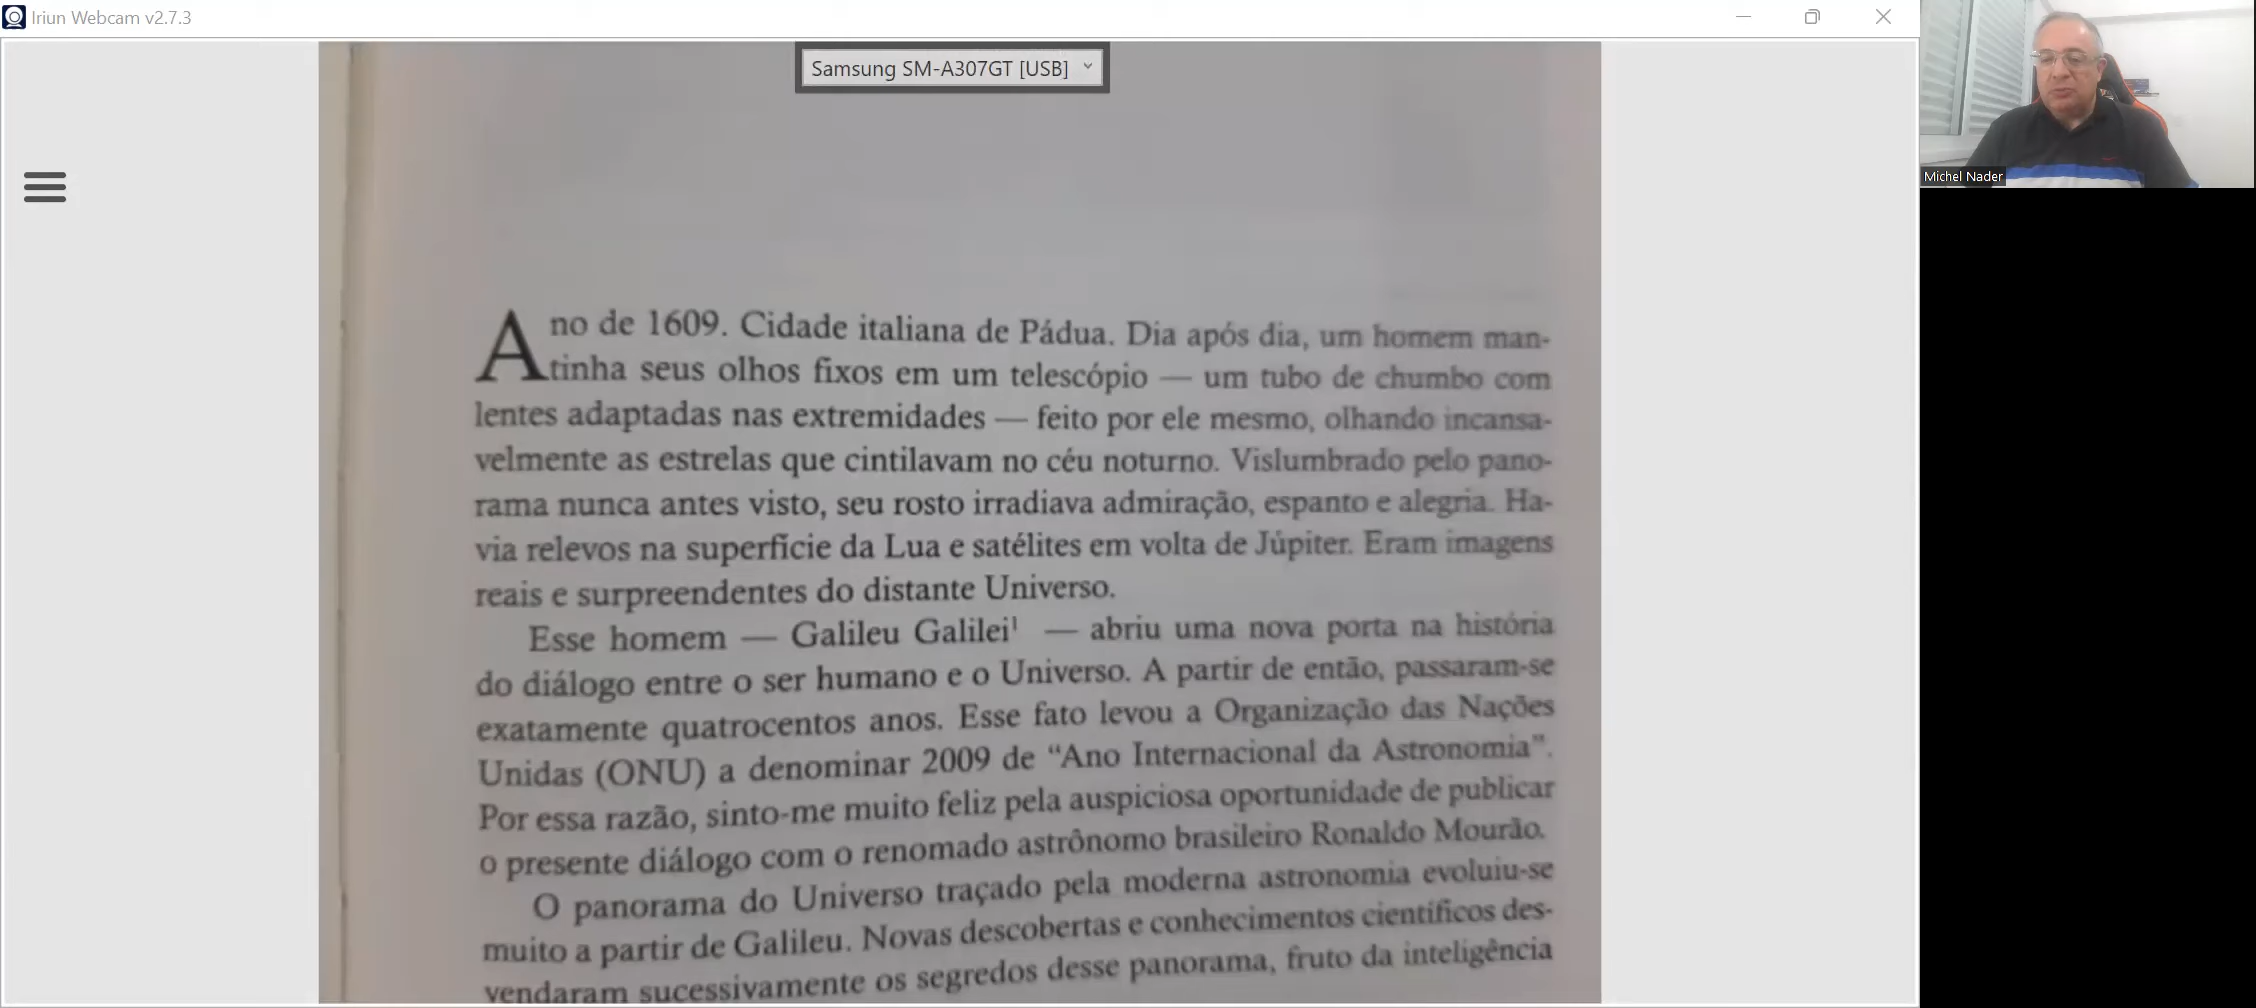 Iriun Webcam v2.7.3
Samsung SM-A307GT [USB]
Michel Nader
Ano de 1609. Cidade italiana de Pádua. Dia após dia, um homem man-
tinha seus olhos fixos em um telescópio — um tubo de chumbo com
lentes adaptadas nas extremidades — feito por ele mesmo, olhando incansa-
velmente as estrelas que cintilavam no céu noturno. Vislumbrado pelo pano-
rama nunca antes visto, seu rosto irradiava admiração, espanto e alegria. Ha-
via relevos na superfície da Lua e satélites em volta de Júpiter. Eram imagens
reais e surpreendentes do distante Universo.
Esse homem — Galileu Galilei¹ — abriu uma nova porta na história
do diálogo entre o ser humano e o Universo. A partir de então, passaram-se
exatamente quatrocentos anos. Esse fato levou a Organização das Nações
Unidas (ONU) a denominar 2009 de “Ano Internacional da Astronomia”.
Por essa razão, sinto-me muito feliz pela auspiciosa oportunidade de publicar
o presente diálogo com o renomado astrônomo brasileiro Ronaldo Mourão.
O panorama do Universo traçado pela moderna astronomia evoluiu-se
muito a partir de Galileu. Novas descobertas e conhecimentos científicos des-
vendaram sucessivamente os segredos desse panorama, fruto da inteligência